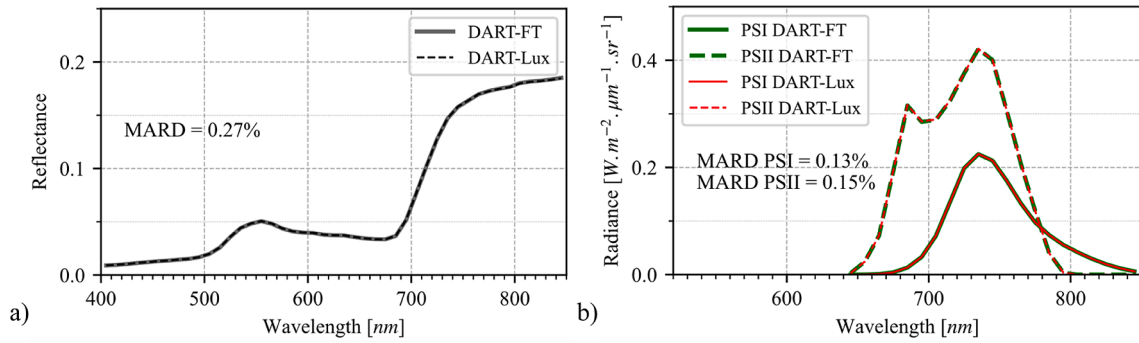 0.2
0.1
0.0
Reflectance
DART-FT
DART-Lux
MARD = 0.27%
400
500
600
700
800
Wavelength [nm]
a)
0.4
0.2
0.0
Radiance [W.m⁻².μm⁻¹.sr⁻¹]
PSI DART-FT
PSII DART-FT
PSI DART-Lux
PSII DART-Lux
MARD PSI = 0.13%
MARD PSII = 0.15%
600
700
800
Wavelength [nm]
b)